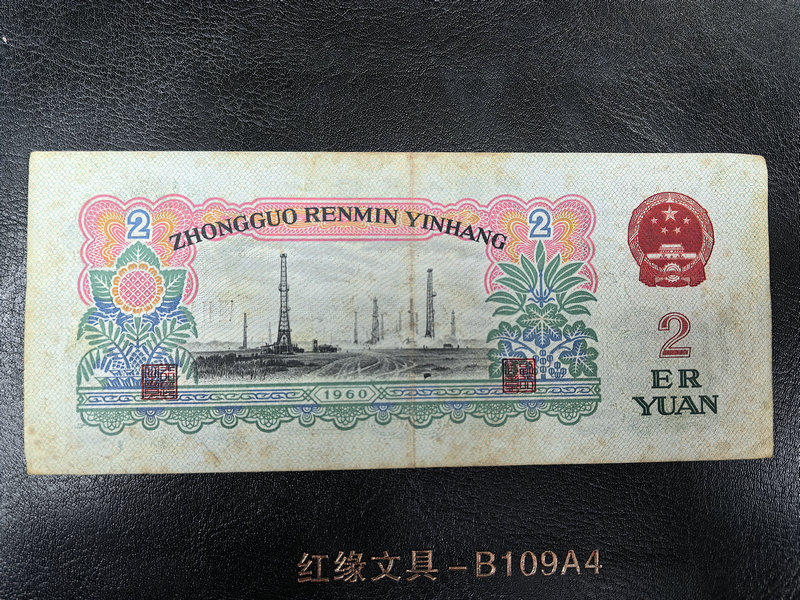 2
ZHONGGUO RENMIN YINHANG
2
1960
2
ER
YUAN
红缘文具-B109A4